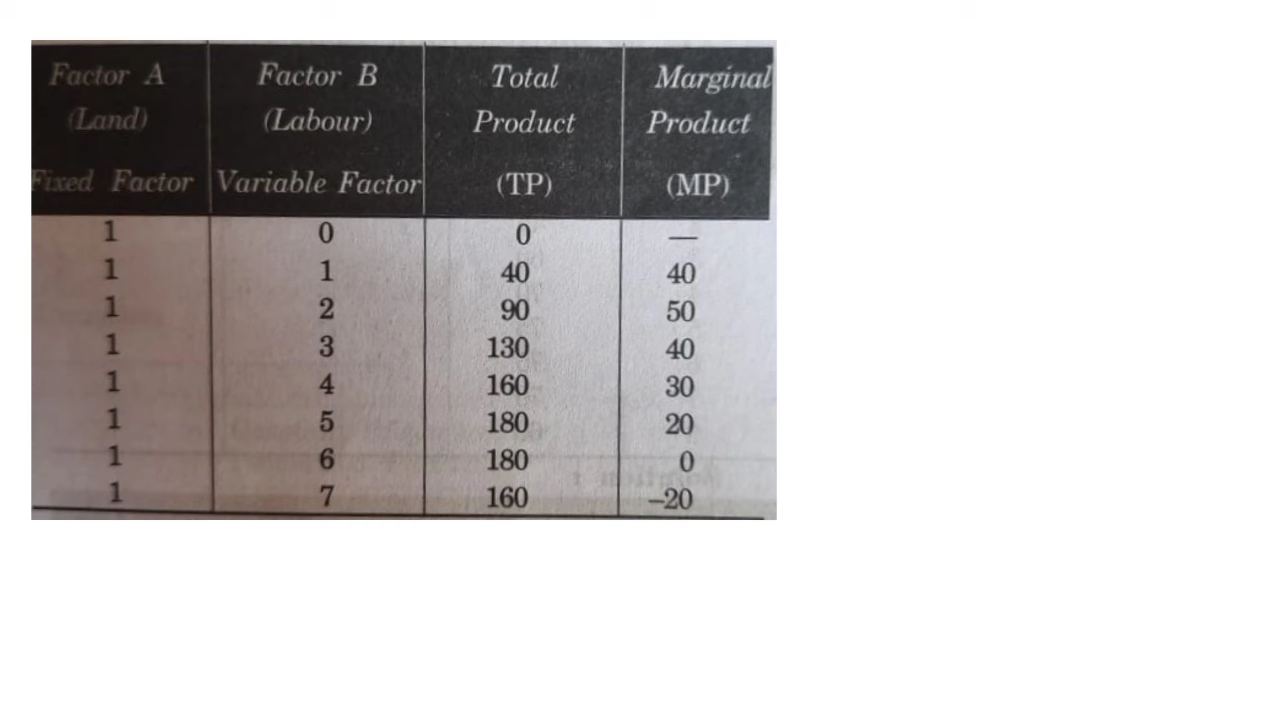 Factor A Factor B Total Marginal
(Land) (Labour) Product Product
Fixed Factor Variable Factor (TP) (MP)
1 0 0 —
1 1 40 40
1 2 90 50
1 3 130 40
1 4 160 30
1 5 180 20
1 6 180 0
1 7 160 –20